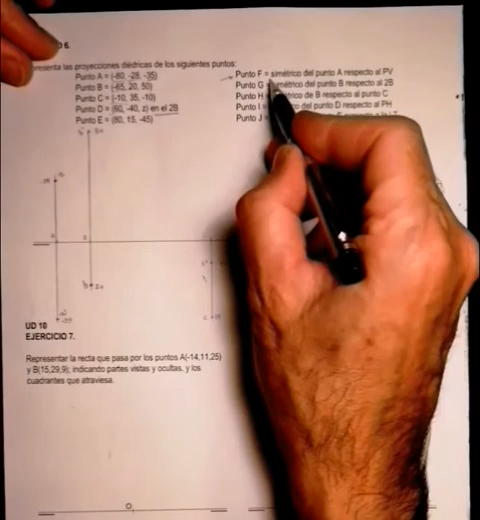 6.
representa las proyecciones diédricas de los siguientes puntos:
Punto A = (-80, -28, -35)
Punto B = (-65, 20, 50)
Punto C = (-10, 35, -10)
Punto D = (60, -40, z) en el 2B
Punto E = (80, 15, -45)
Punto F = simétrico del punto A respecto al PV
Punto G del punto B respecto al 2B
Punto H de B respecto al punto C
Punto I del punto D respecto al PH
Punto J
UD 10
EJERCICIO 7.
Representar la recta que pasa por los puntos A(-14,11,25)
y B(15,29,9); indicando partes vistas y ocultas, y los
cuadrantes que atraviesa.
O